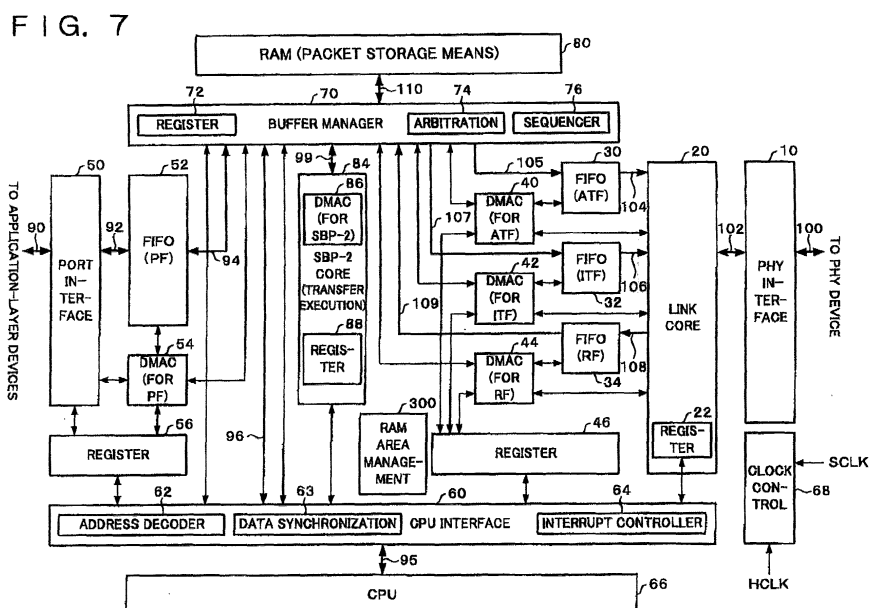 FIG. 7
RAM (PACKET STORAGE MEANS)
80
110
72
70
74
76
REGISTER
BUFFER MANAGER
ARBITRATION
SEQUENCER
50
52
99
84
105
30
20
10
TO APPLICATION-LAYER DEVICES
90
92
PORT
IN-
TER-
FACE
FIFO
(PF)
94
86
DMAC
(FOR
SBP-2)
SBP-2
CORE
(TRANSFER
EXECUTION)
107
40
DMAC
(FOR
ATF)
FIFO
(ATF)
104
102
100
TO PHY DEVICE
PHY
IN-
TER-
FACE
LINK
CORE
42
DMAC
(FOR
ITF)
FIFO
(ITF)
106
32
109
54
DMAC
(FOR
PF)
88
REGIS-
TER
44
DMAC
(FOR
RF)
FIFO
(RF)
108
34
56
REGISTER
96
300
RAM
AREA
MANAGE-
MENT
46
REGISTER
22
REGIS-
TER
CLOCK
CON-
TROL
SCLK
68
62
63
60
64
ADDRESS DECODER
DATA SYNCHRONIZATION
CPU INTERFACE
INTERRUPT CONTROLLER
95
HCLK
CPU
66